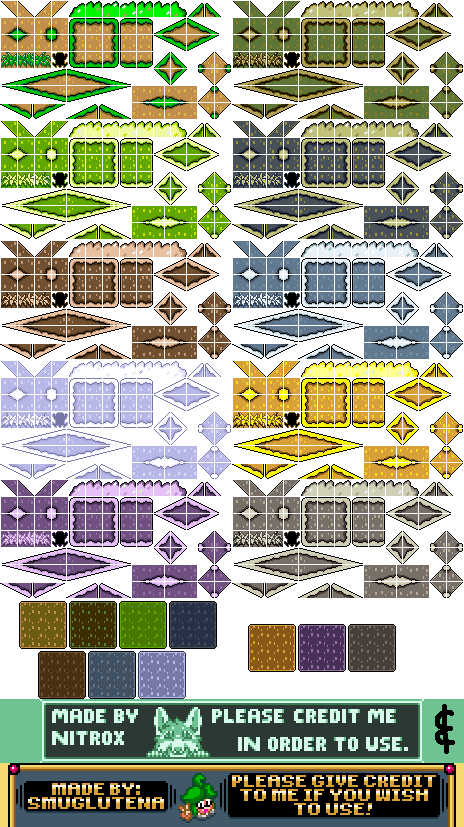 MADE BY
NITROX
PLEASE CREDIT ME
IN ORDER TO USE.
MADE BY:
SMUGLUTENA
PLEASE GIVE CREDIT
TO ME IF YOU WISH
TO USE!